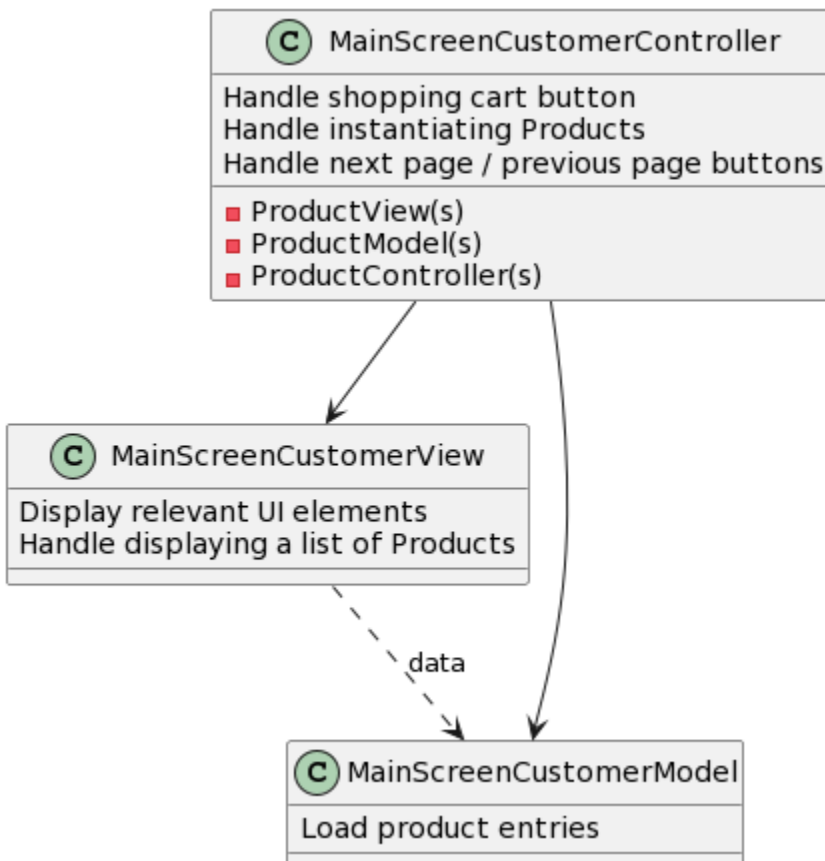 C MainScreenCustomerController
Handle shopping cart button
Handle instantiating Products
Handle next page / previous page buttons
ProductView(s)
ProductModel(s)
ProductController(s)
C MainScreenCustomerView
Display relevant UI elements
Handle displaying a list of Products
data
C MainScreenCustomerModel
Load product entries